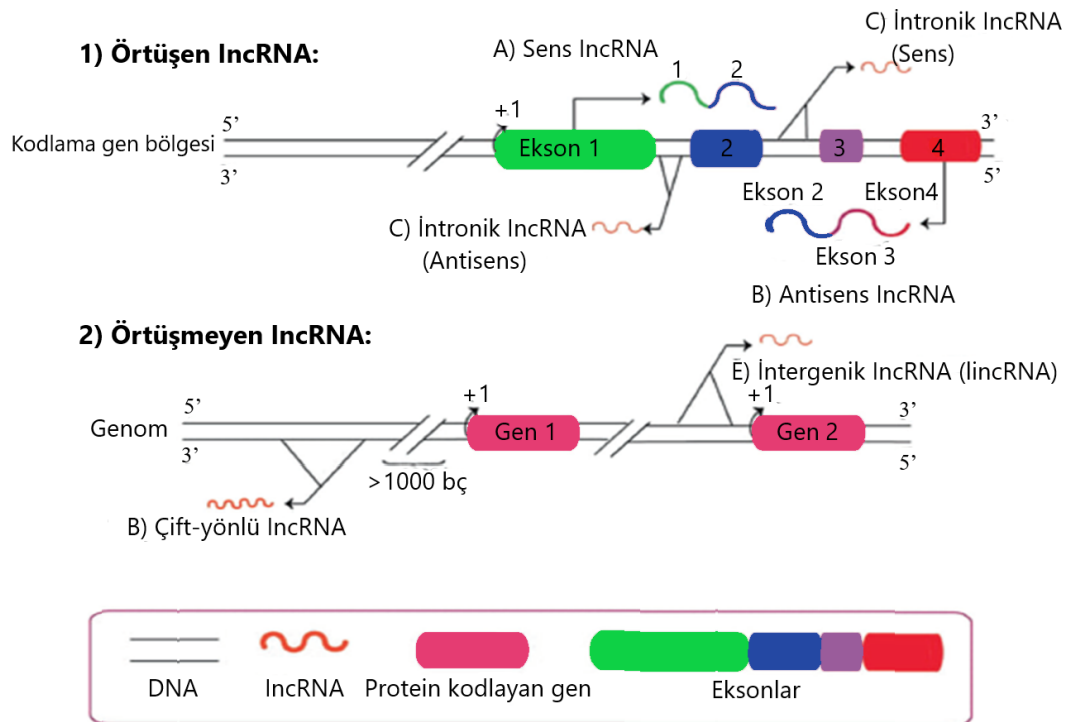 1) Örtüşen lncRNA:
A) Sens lncRNA
C) İntronik lncRNA
(Sens)
1 2
+1
5’
3’
Kodlama gen bölgesi
Ekson 1
2
3
4
3’
5’
C) İntronik lncRNA
(Antisens)
Ekson 2
Ekson4
Ekson 3
B) Antisens lncRNA
2) Örtüşmeyen lncRNA:
E) İntergenik lncRNA (lincRNA)
5’
+1
+1
3’
Genom
Gen 1
Gen 2
3’
5’
>1000 bç
B) Çift-yönlü lncRNA
DNA
lncRNA
Protein kodlayan gen
Eksonlar